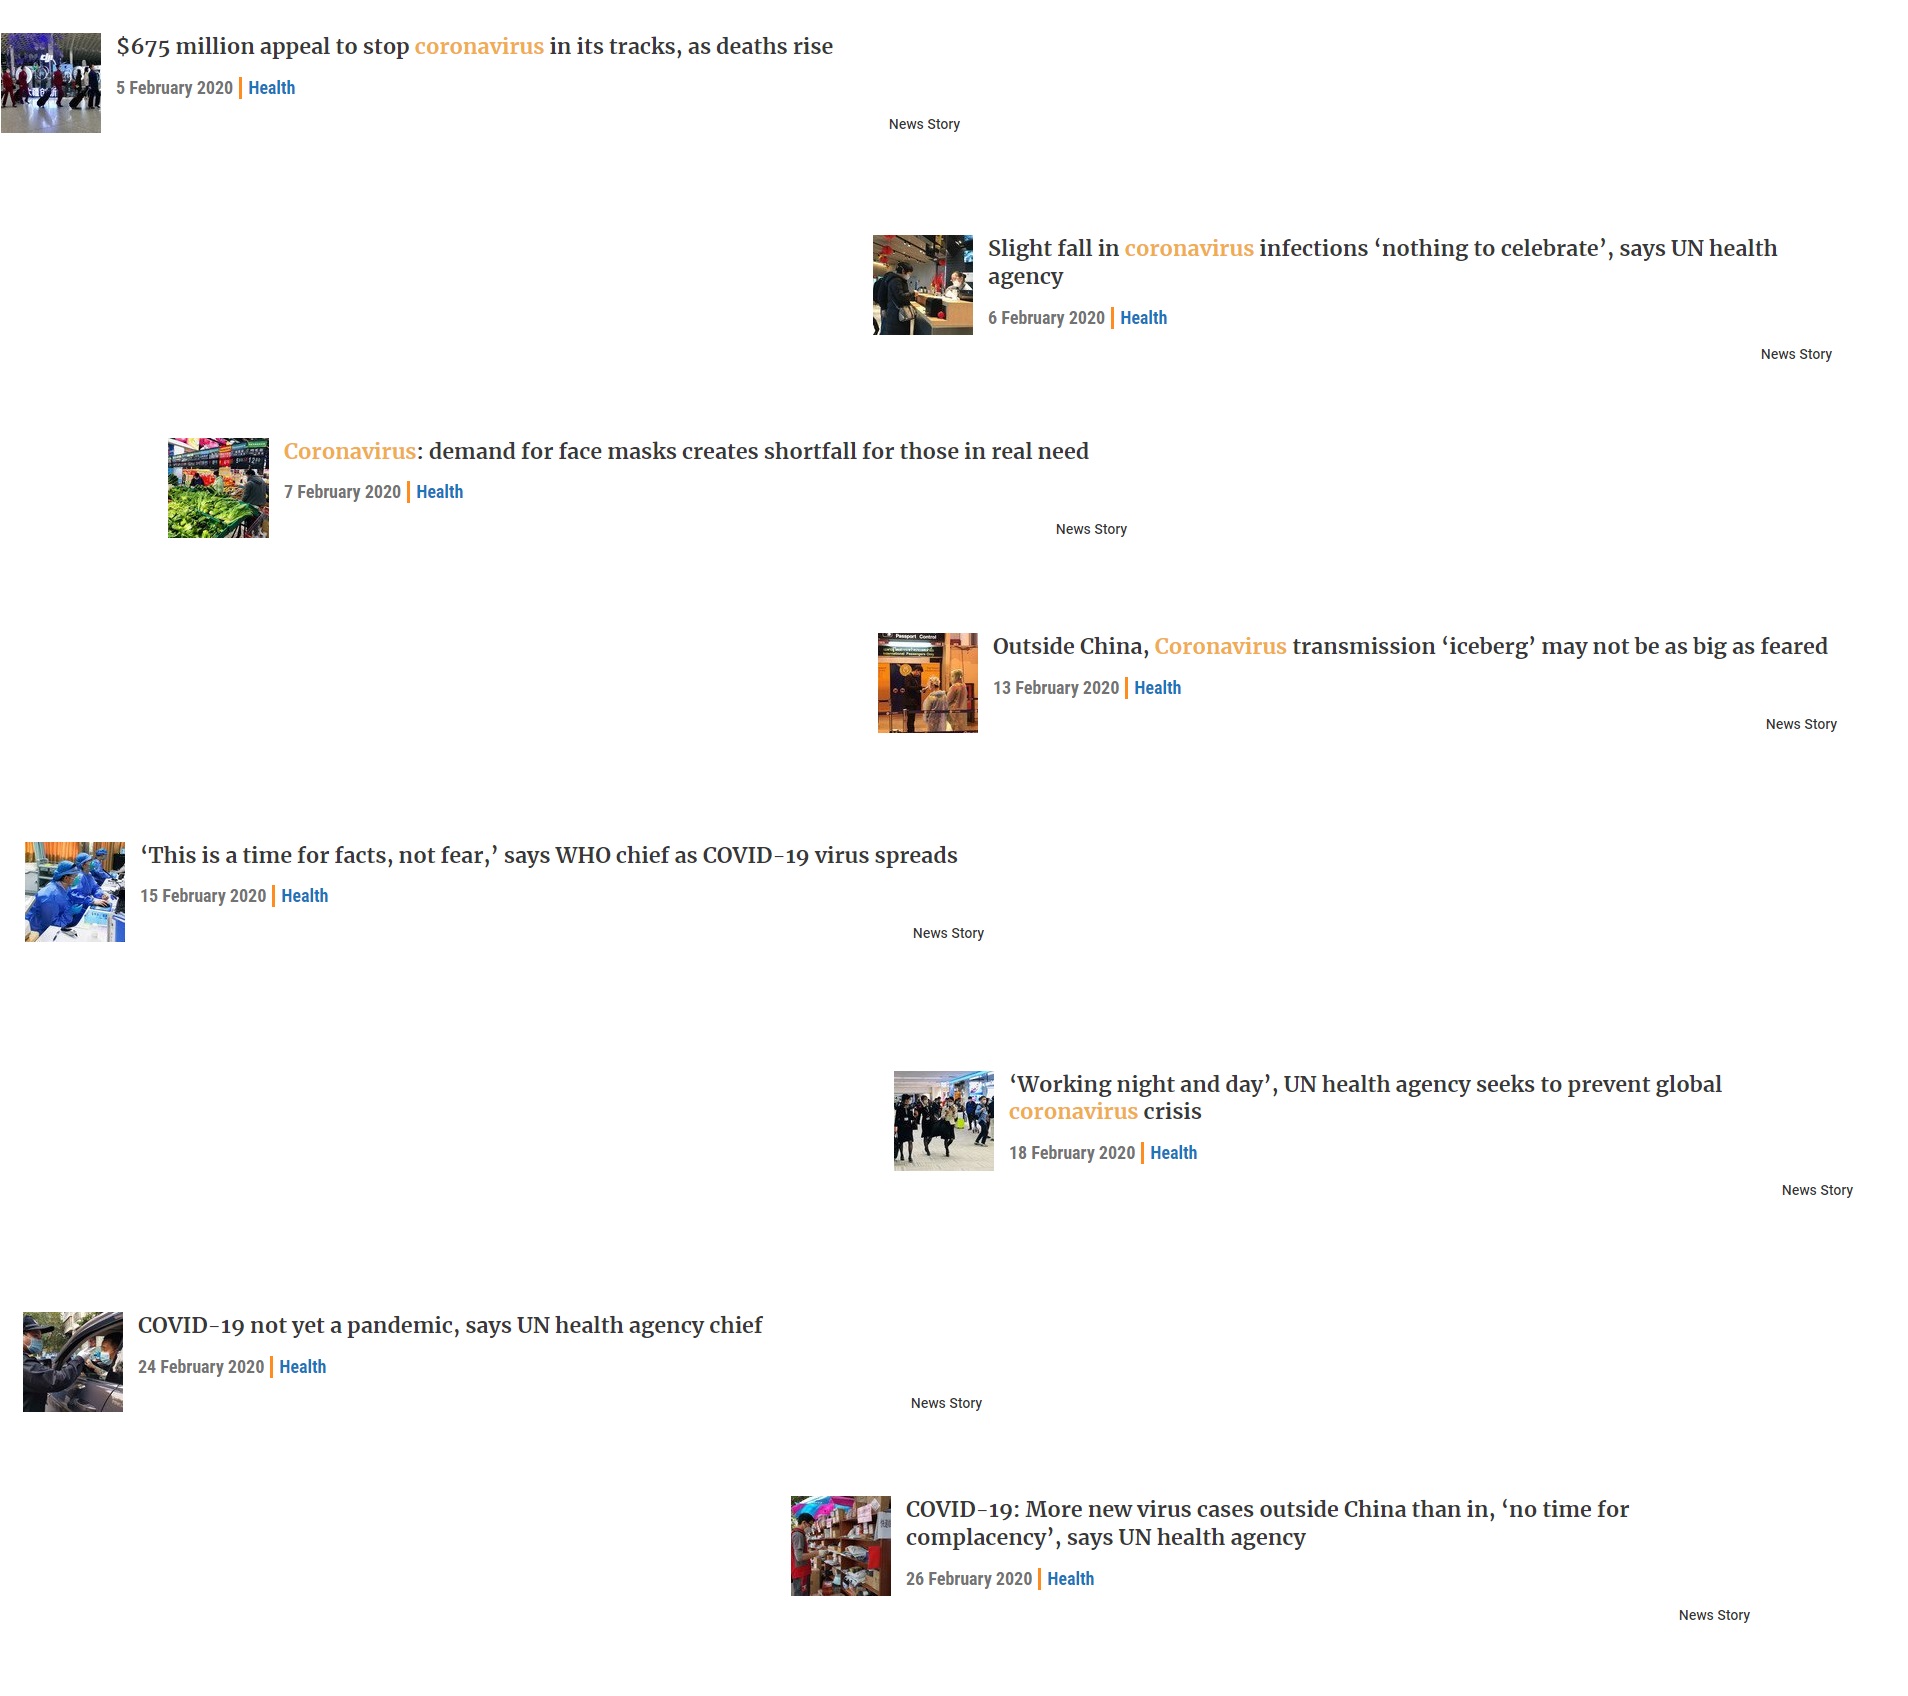 $675 million appeal to stop coronavirus in its tracks, as deaths rise
5 February 2020 | Health
News Story
Slight fall in coronavirus infections ‘nothing to celebrate’, says UN health
agency
6 February 2020 | Health
News Story
Coronavirus: demand for face masks creates shortfall for those in real need
7 February 2020 | Health
News Story
Outside China, Coronavirus transmission ‘iceberg’ may not be as big as feared
13 February 2020 | Health
News Story
Passport Control
‘This is a time for facts, not fear,’ says WHO chief as COVID-19 virus spreads
15 February 2020 | Health
News Story
‘Working night and day’, UN health agency seeks to prevent global
coronavirus crisis
18 February 2020 | Health
News Story
COVID-19 not yet a pandemic, says UN health agency chief
24 February 2020 | Health
News Story
COVID-19: More new virus cases outside China than in, ‘no time for
complacency’, says UN health agency
26 February 2020 | Health
News Story